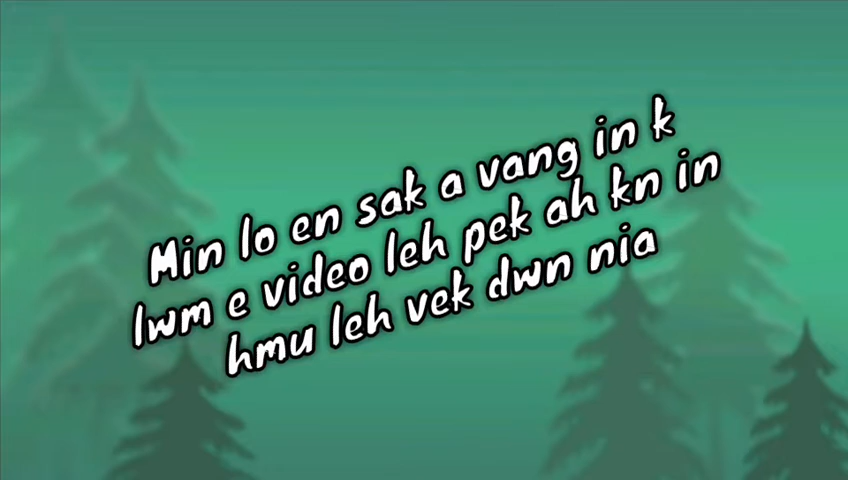 Min lo en sak a vang in k
lwm e video leh pek ah kn in
hmu leh vek dwn nia